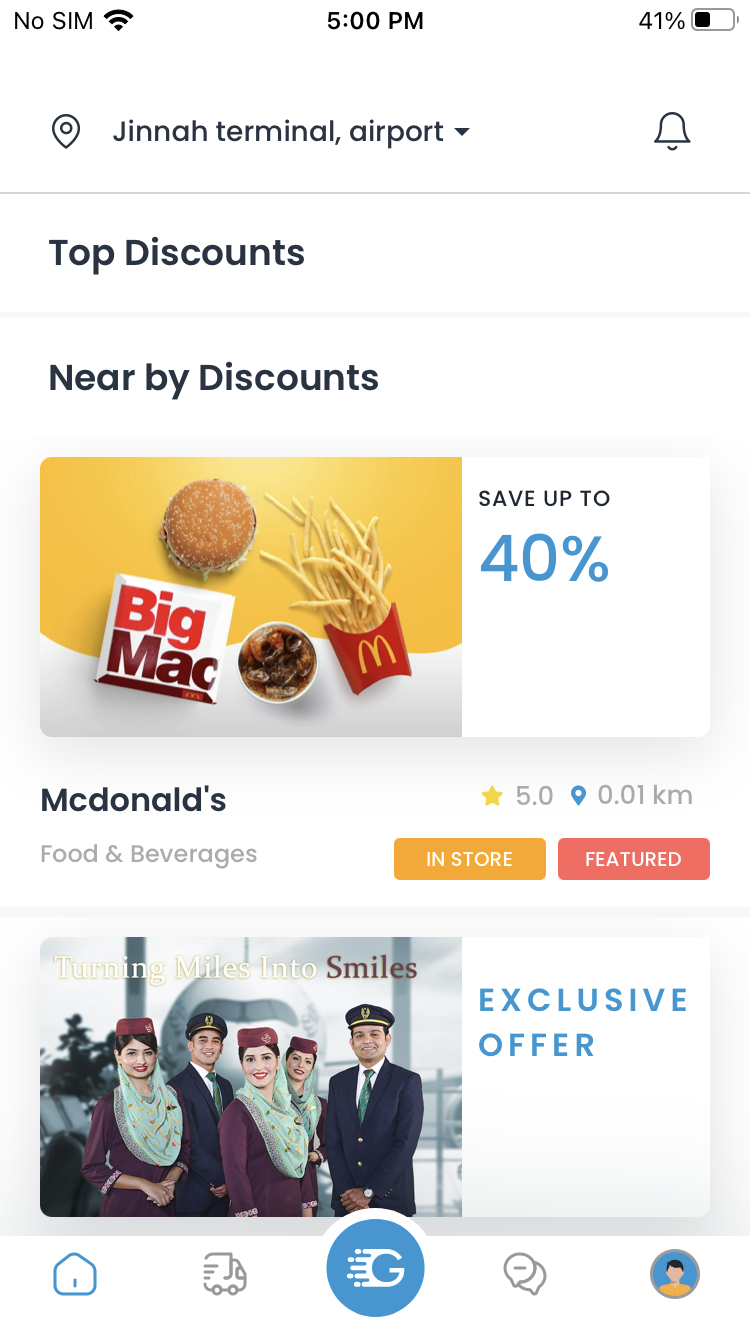 No SIM 5:00 PM 41%
Jinnah terminal, airport
Top Discounts
Near by Discounts
Big
Mac
SAVE UP TO
40%
Mcdonald's
5.0 0.01 km
Food & Beverages
IN STORE FEATURED
Turning Miles Into Smiles
EXCLUSIVE
OFFER
G